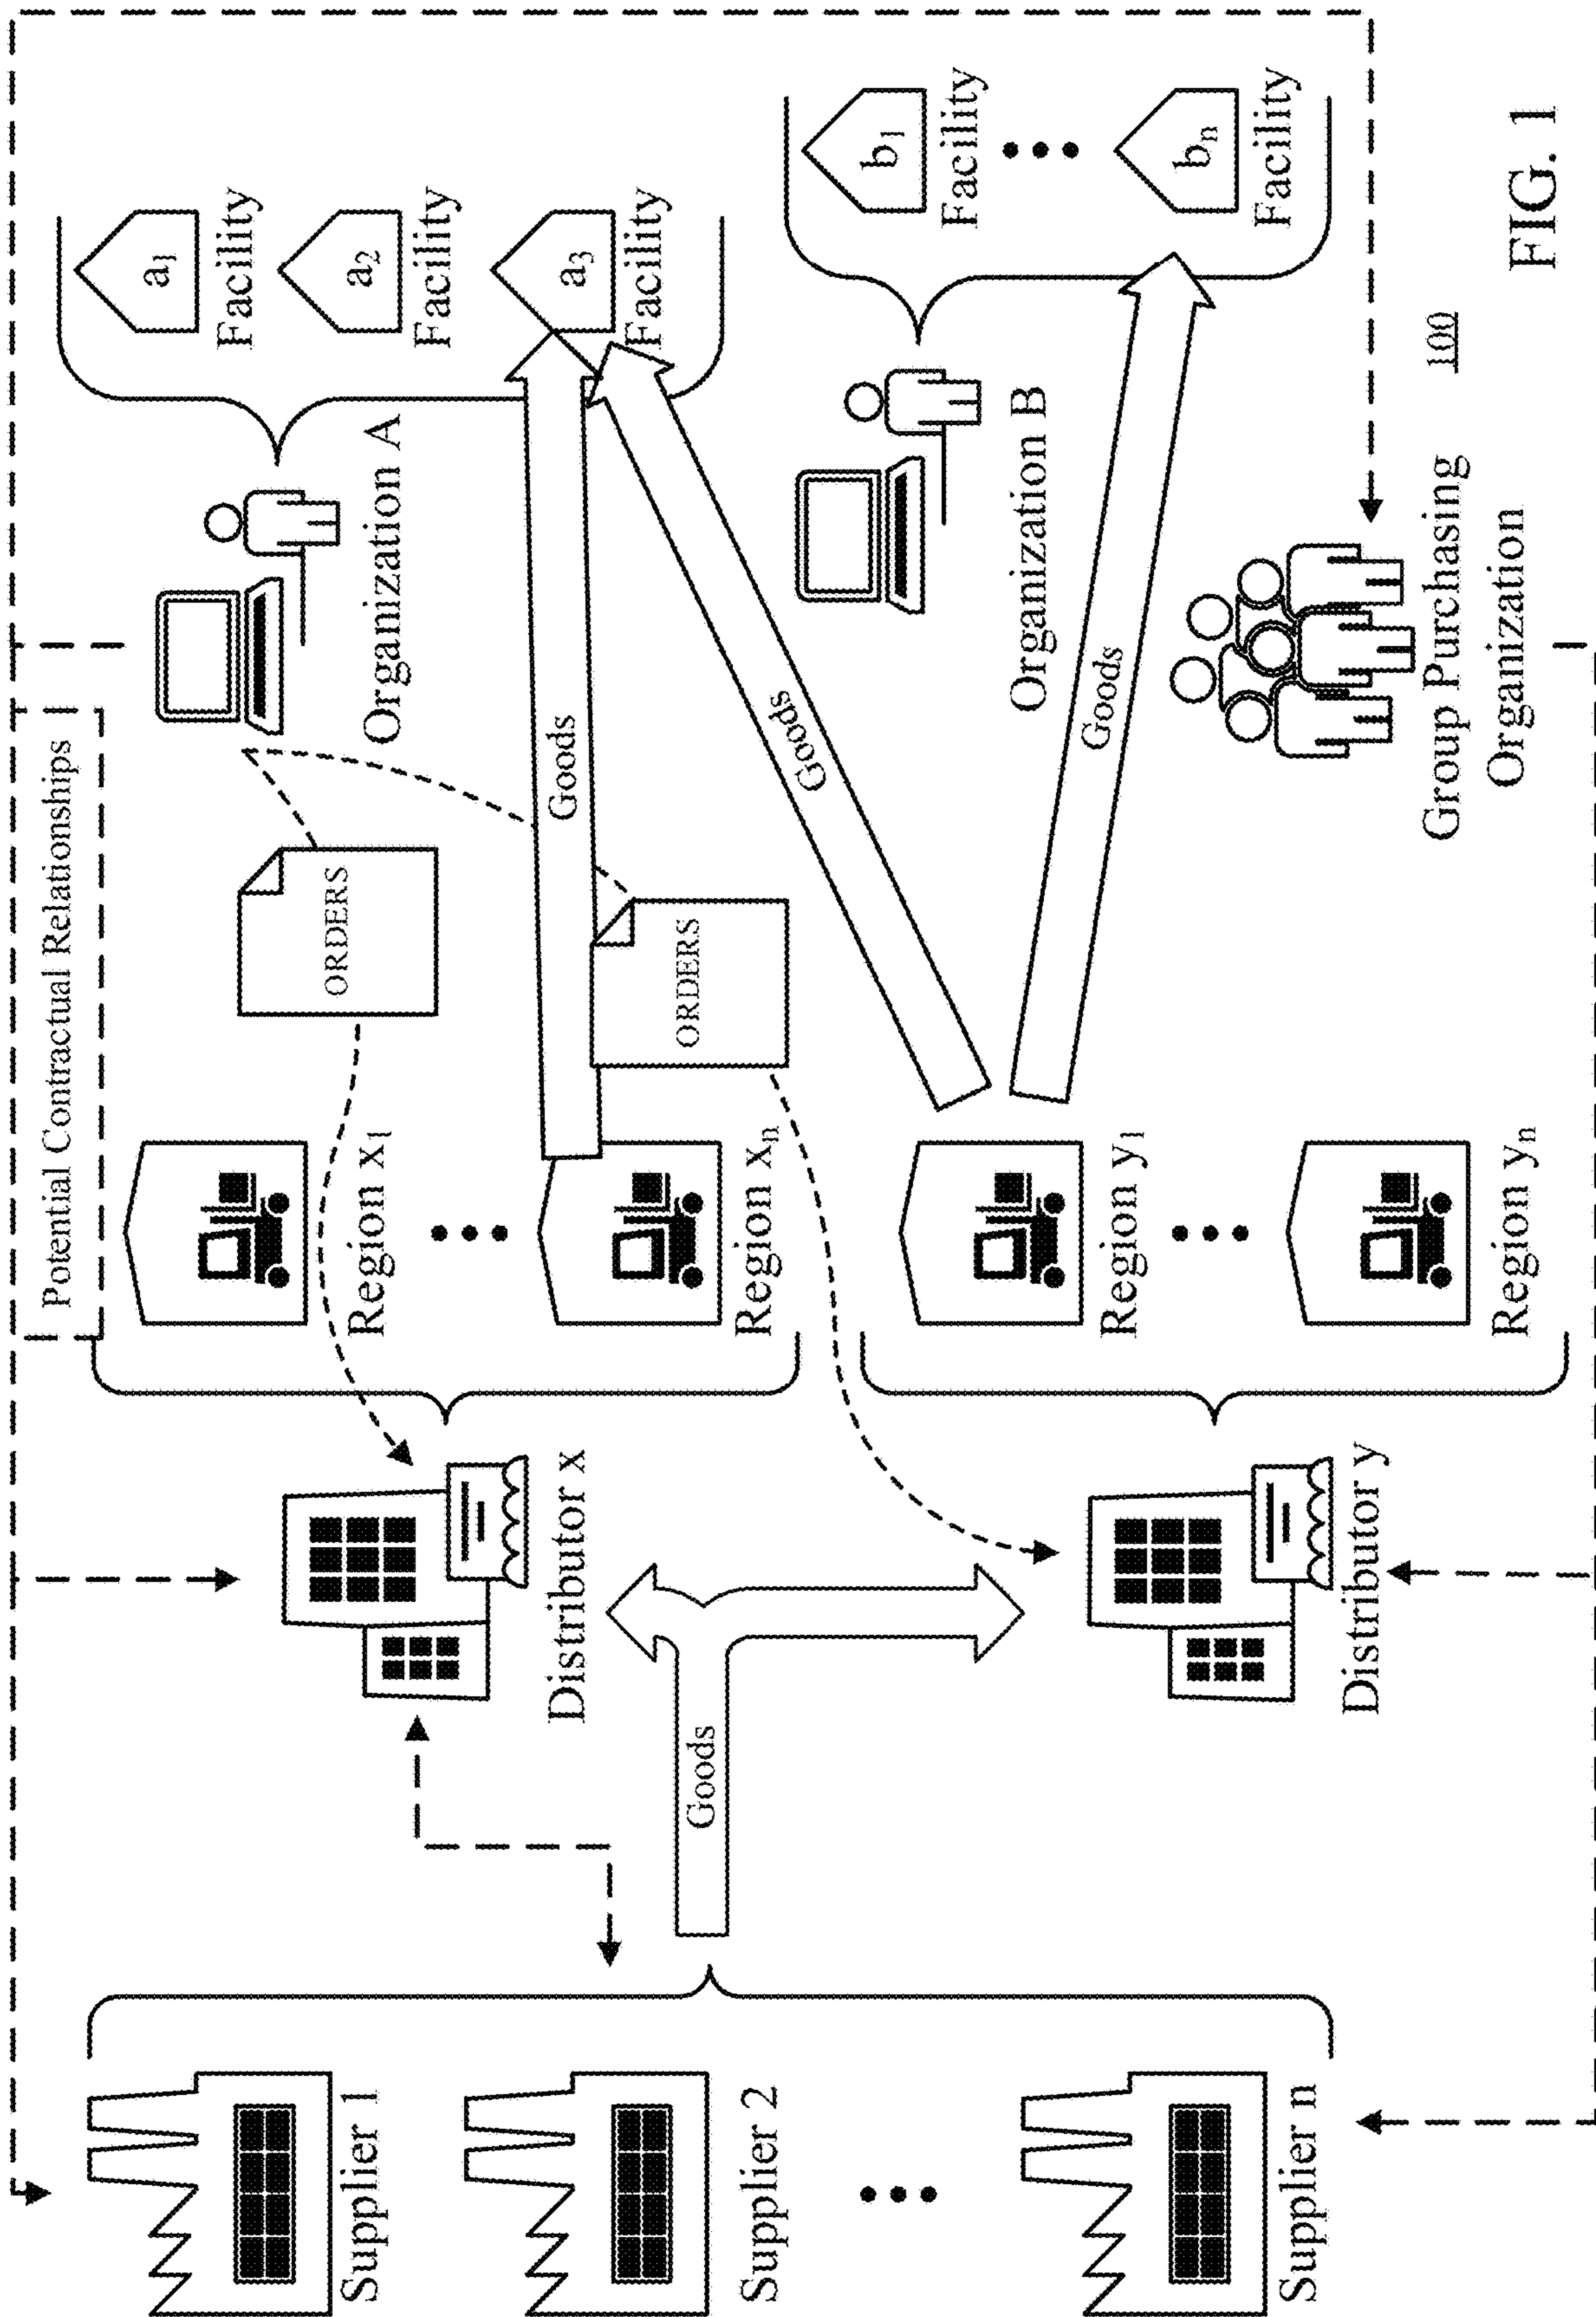 Potential Contractual Relationships
Supplier 1
Supplier 2
Supplier n
Goods
Distributor x
Distributor y
Region x1
Region xn
Region y1
Region yn
ORDERS
ORDERS
Goods
Goods
Goods
Organization A
Organization B
Group Purchasing
Organization
a1
Facility
a2
Facility
a3
Facility
b1
Facility
bn
Facility
100
FIG. 1